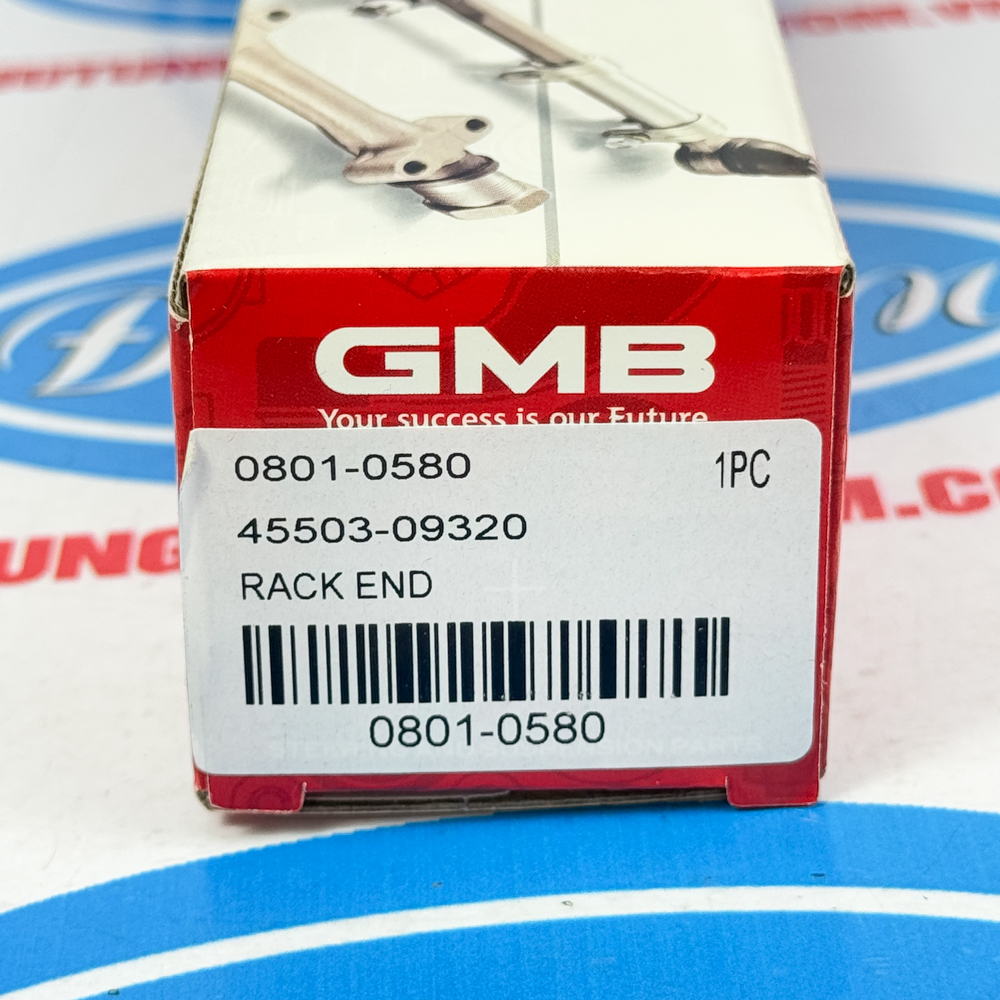 GMB
Your success is our Future
0801-0580
1PC
45503-09320
RACK END
0801-0580